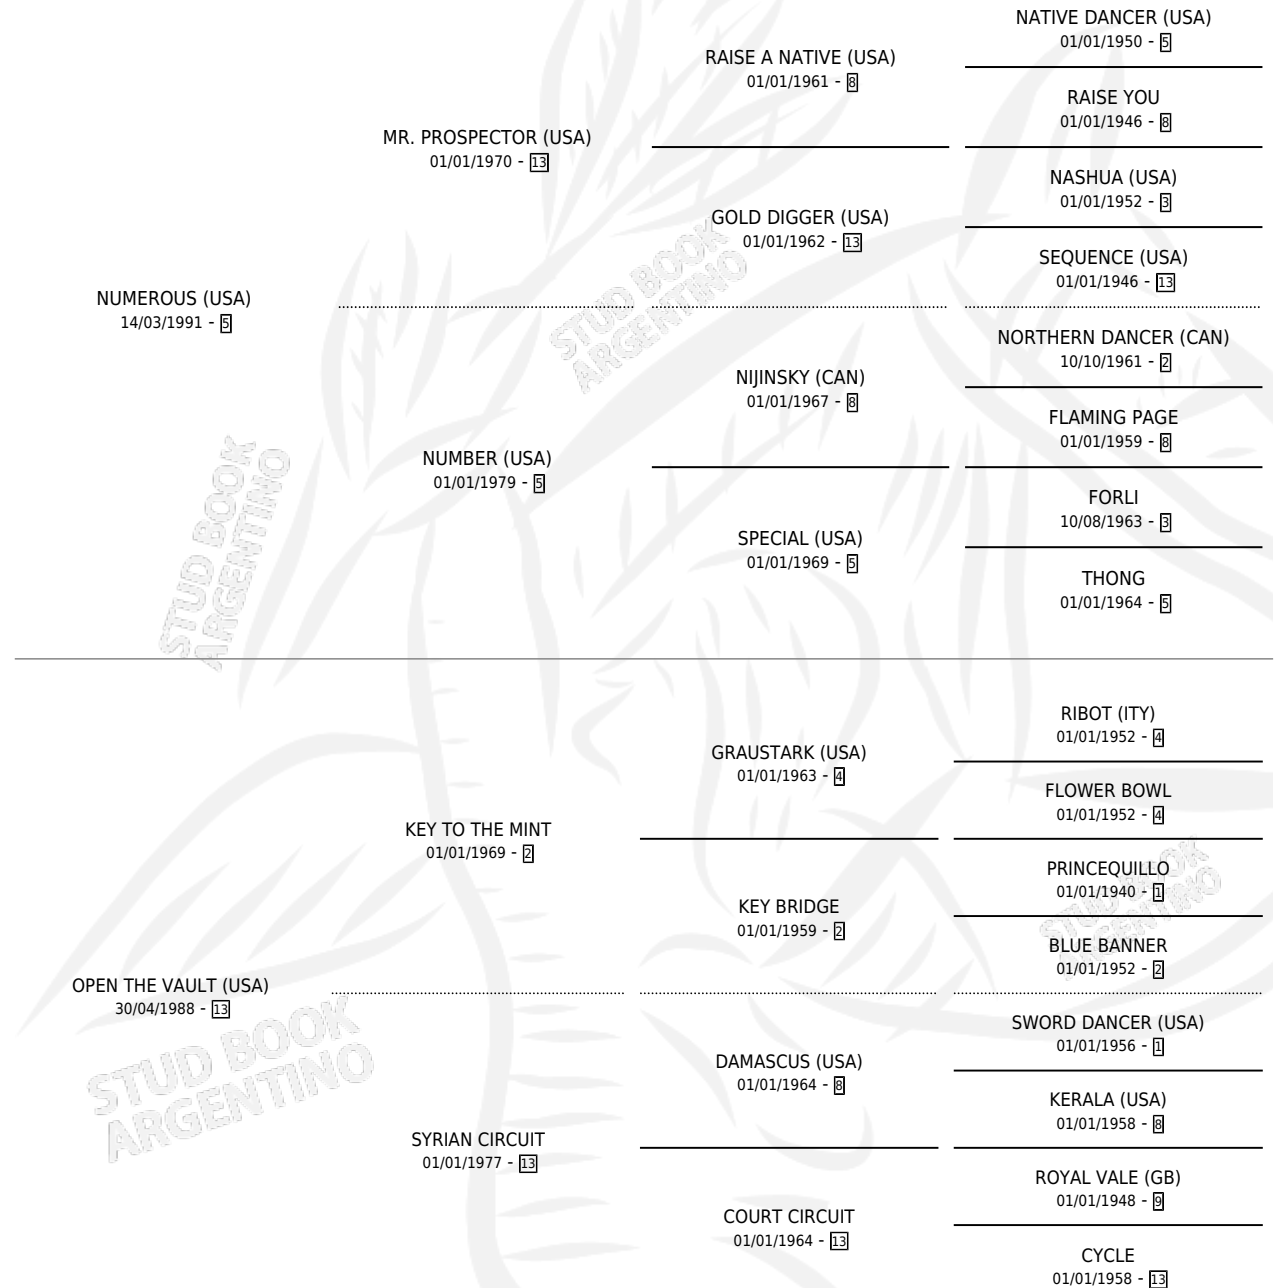 NATIVE DANCER (USA)
01/01/1950 - 5
RAISE A NATIVE (USA)
01/01/1961 - 8
RAISE YOU
01/01/1946 - 8
MR. PROSPECTOR (USA)
01/01/1970 - 13
NASHUA (USA)
01/01/1952 - 3
GOLD DIGGER (USA)
01/01/1962 - 13
SEQUENCE (USA)
01/01/1946 - 13
NUMEROUS (USA)
14/03/1991 - 5
STUD BOOK
ARGENTINO
NORTHERN DANCER (CAN)
10/10/1961 - 2
NIJINSKY (CAN)
01/01/1967 - 8
FLAMING PAGE
01/01/1959 - 8
NUMBER (USA)
01/01/1979 - 5
FORLI
10/08/1963 - 3
SPECIAL (USA)
01/01/1969 - 5
THONG
01/01/1964 - 5
STUD BOOK
ARGENTINO
RIBOT (ITY)
01/01/1952 - 4
GRAUSTARK (USA)
01/01/1963 - 4
FLOWER BOWL
01/01/1952 - 4
KEY TO THE MINT
01/01/1969 - 2
PRINCEQUILLO
01/01/1940 - 1
KEY BRIDGE
01/01/1959 - 2
BLUE BANNER
01/01/1952 - 2
STUD BOOK
ARGENTINO
OPEN THE VAULT (USA)
30/04/1988 - 13
STUD BOOK
ARGENTINO
SWORD DANCER (USA)
01/01/1956 - 1
DAMASCUS (USA)
01/01/1964 - 8
KERALA (USA)
01/01/1958 - 8
SYRIAN CIRCUIT
01/01/1977 - 13
ROYAL VALE (GB)
01/01/1948 - 9
COURT CIRCUIT
01/01/1964 - 13
CYCLE
01/01/1958 - 13